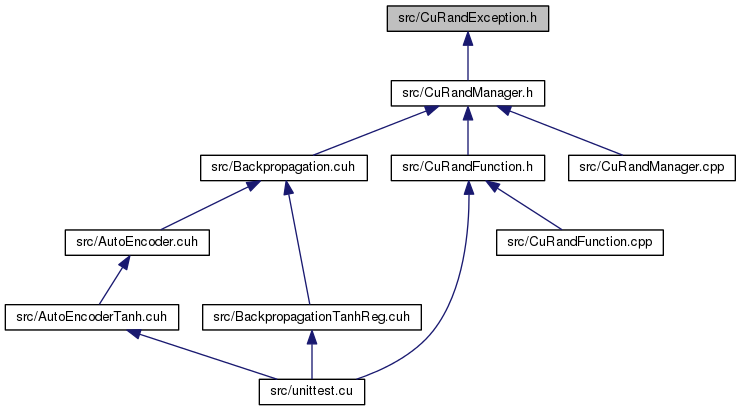 src/CuRandException.h
src/CuRandManager.h
src/Backpropagation.cuh
src/CuRandFunction.h
src/CuRandManager.cpp
src/AutoEncoder.cuh
src/CuRandFunction.cpp
src/AutoEncoderTanh.cuh
src/BackpropagationTanhReg.cuh
src/unittest.cu